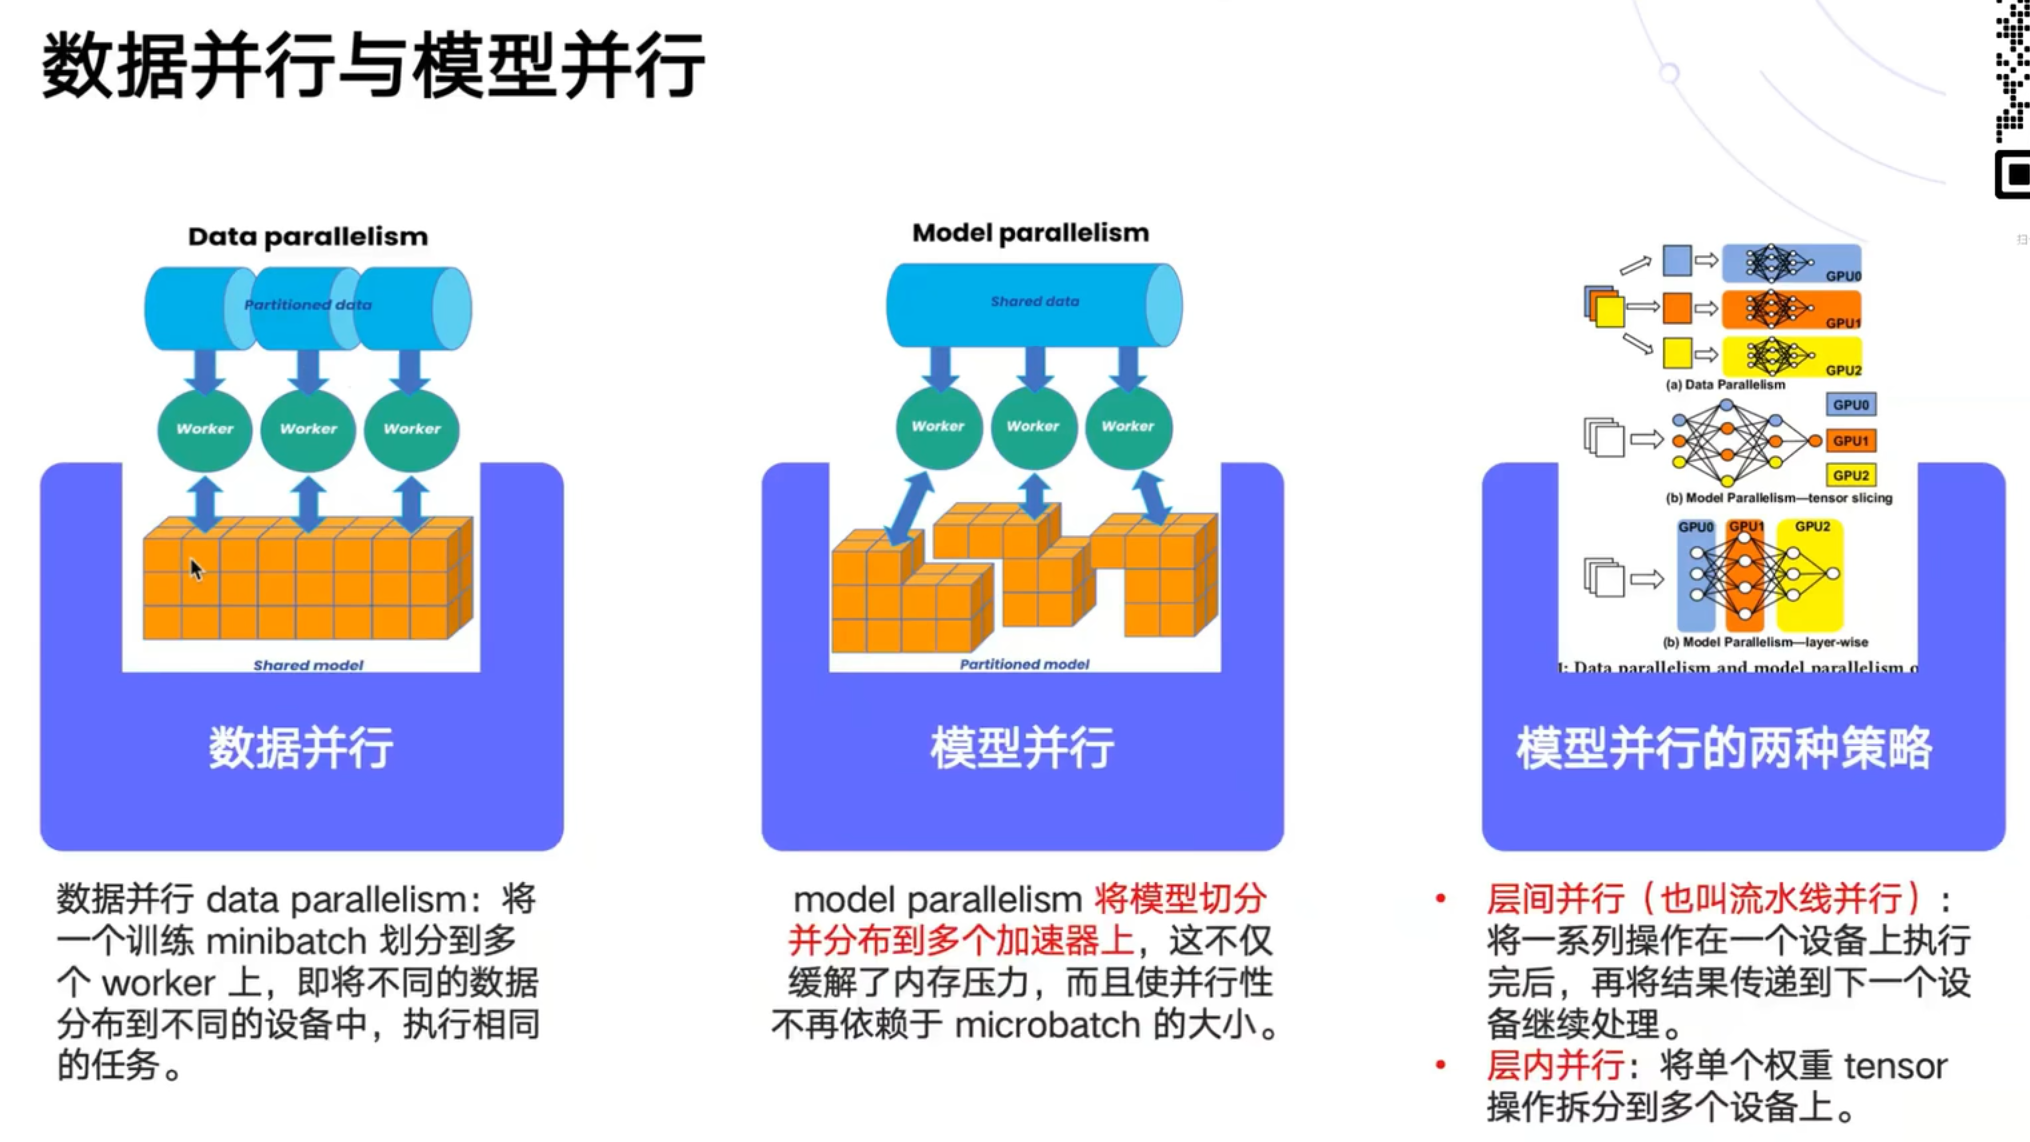 数据并行与模型并行
扫
Data parallelism
Partitioned data
Worker
Worker
Worker
Shared model
数据并行
数据并行 data parallelism：将
一个训练 minibatch 划分到多
个 worker 上，即将不同的数据
分布到不同的设备中，执行相同
的任务。
Model parallelism
Shared data
Worker
Worker
Worker
Partitioned model
模型并行
model parallelism 将模型切分
并分布到多个加速器上，这不仅
缓解了内存压力，而且使并行性
不再依赖于 microbatch 的大小。
GPU0
GPU1
GPU2
(a) Data Parallelism
GPU0
GPU1
GPU2
(b) Model Parallelism—tensor slicing
GPU0
GPU1
GPU2
(b) Model Parallelism—layer-wise
: Data parallelism and model parallelism
模型并行的两种策略
• 层间并行（也叫流水线并行）：
将一系列操作在一个设备上执行
完后，再将结果传递到下一个设
备继续处理。
• 层内并行：将单个权重 tensor
操作拆分到多个设备上。